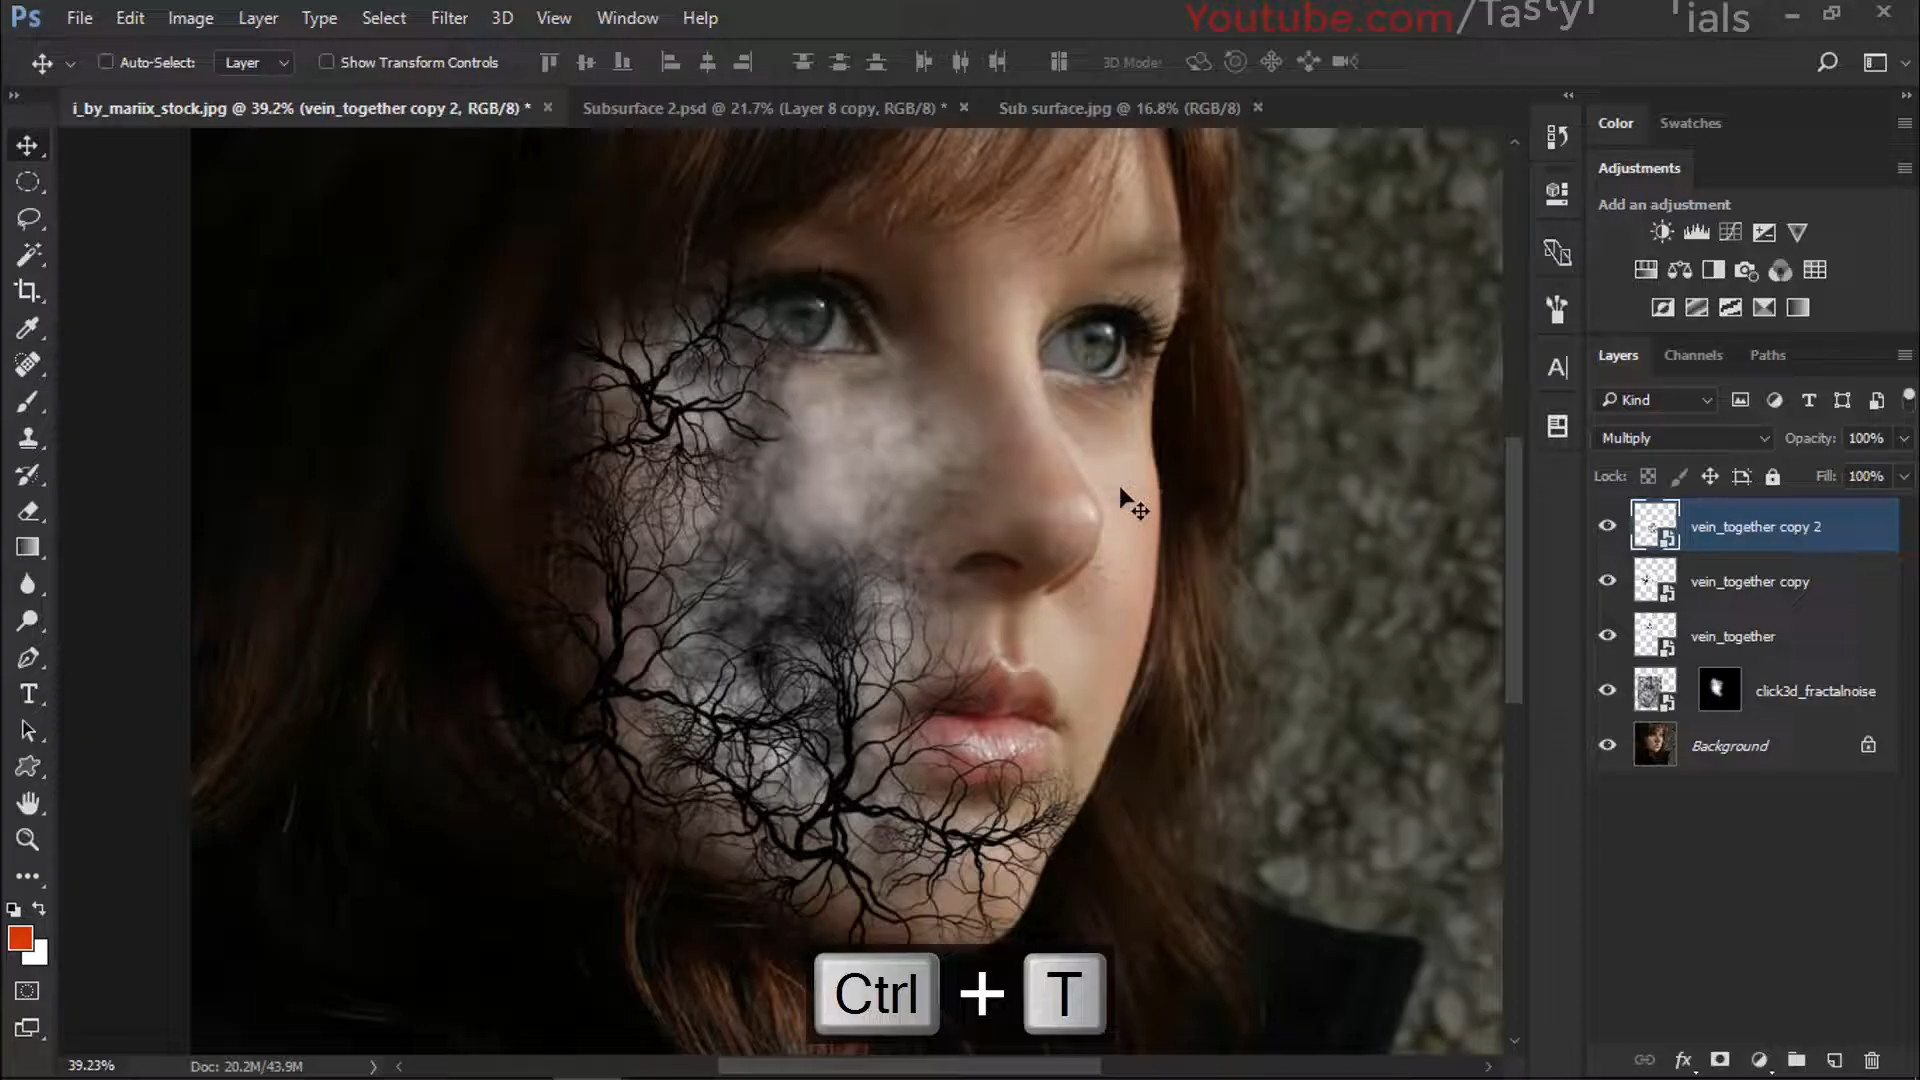 Ps File Edit Image Layer Type Select Filter 3D View Window Help
Youtube.com/Tasty
ials
Auto-Select: Layer Show Transform Controls 3D Mode:
i_by_mariix_stock.jpg @ 39.2% (vein_together copy 2, RGB/8) * × Subsurface 2.psd @ 21.7% (Layer 8 copy, RGB/8) * × Sub surface.jpg @ 16.8% (RGB/8) ×
Color Swatches
Adjustments
Add an adjustment
Layers Channels Paths
Kind
Multiply Opacity: 100%
Lock: Fill: 100%
vein_together copy 2
vein_together copy
vein_together
click3d_fractalnoise
Background
Ctrl + T
39.23% Doc: 20.2M/43.9M
fx